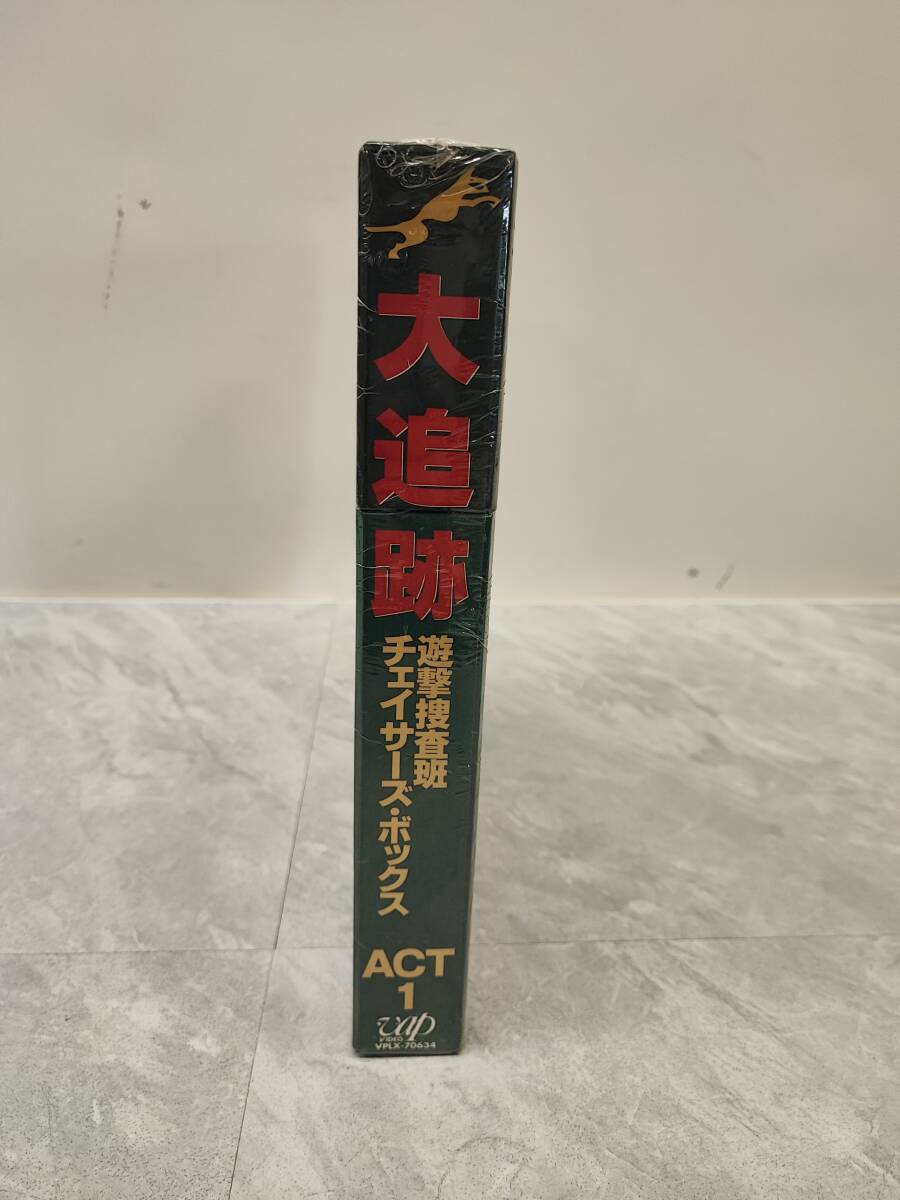 大追跡
遊撃捜査班
チェイサーズ・ボックス
ACT
1
vap
VIDEO
VPLX-70634